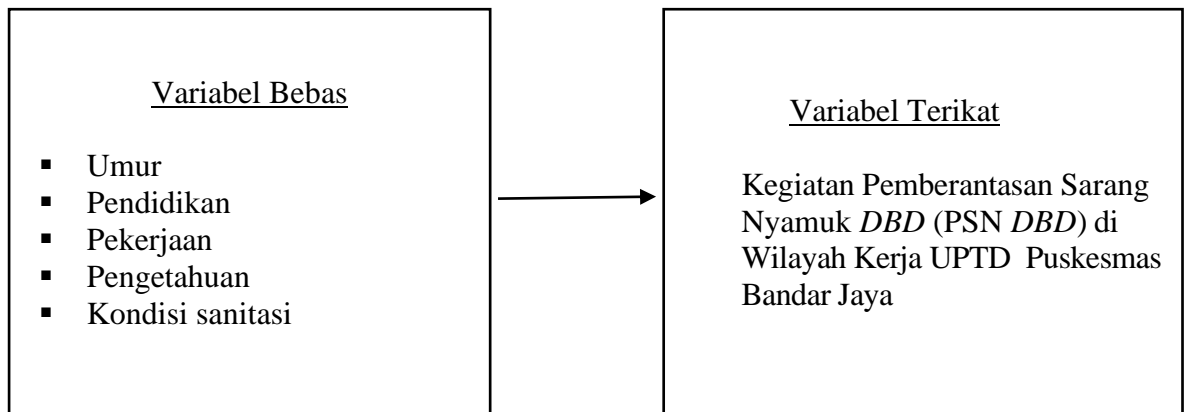 Variabel Bebas
▪ Umur
▪ Pendidikan
▪ Pekerjaan
▪ Pengetahuan
▪ Kondisi sanitasi
Variabel Terikat
Kegiatan Pemberantasan Sarang
Nyamuk DBD (PSN DBD) di
Wilayah Kerja UPTD Puskesmas
Bandar Jaya